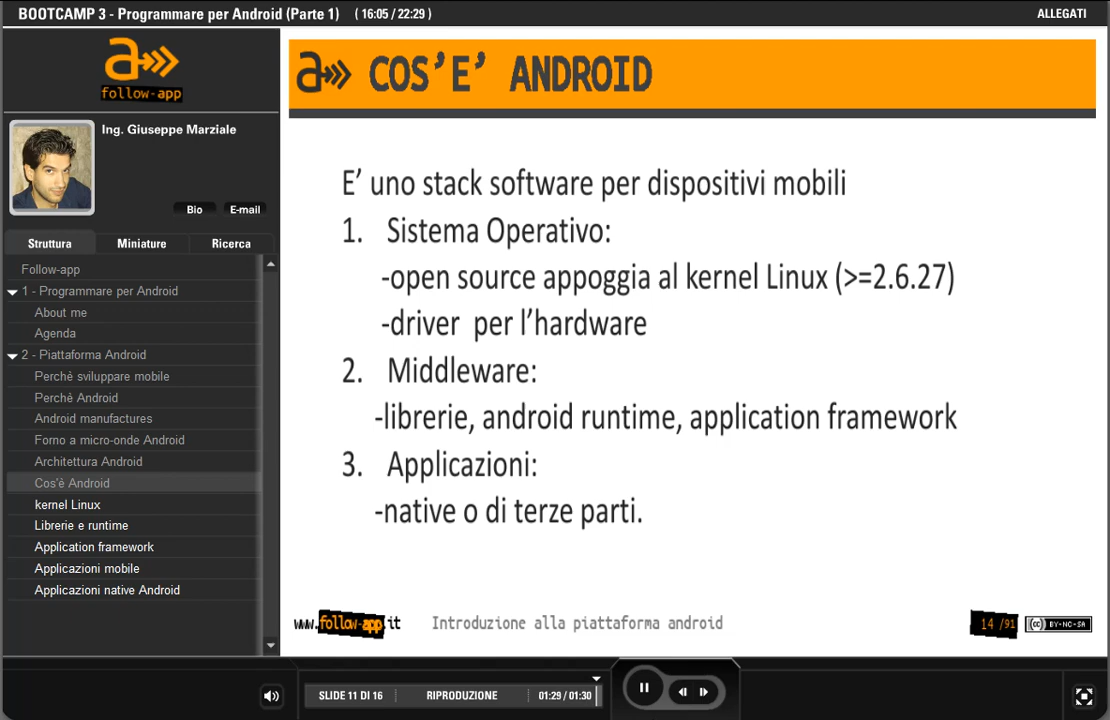 BOOTCAMP 3 - Programmare per Android (Parte 1) ( 16:05 / 22:29 )
ALLEGATI
a
follow-app
Ing. Giuseppe Marziale
Bio
E-mail
Struttura
Miniature
Ricerca
Follow-app
1 - Programmare per Android
About me
Agenda
2 - Piattaforma Android
Perchè sviluppare mobile
Perchè Android
Android manufactures
Forno a micro-onde Android
Architettura Android
Cos'è Android
kernel Linux
Librerie e runtime
Application framework
Applicazioni mobile
Applicazioni native Android
a COS’E’ ANDROID
E’ uno stack software per dispositivi mobili
1. Sistema Operativo:
-open source appoggia al kernel Linux (>=2.6.27)
-driver per l’hardware
2. Middleware:
-librerie, android runtime, application framework
3. Applicazioni:
-native o di terze parti.
www.follow-app.it
Introduzione alla piattaforma android
14 /91
(cc) BY-NC-SA
SLIDE 11 DI 16
RIPRODUZIONE
01:29 / 01:30